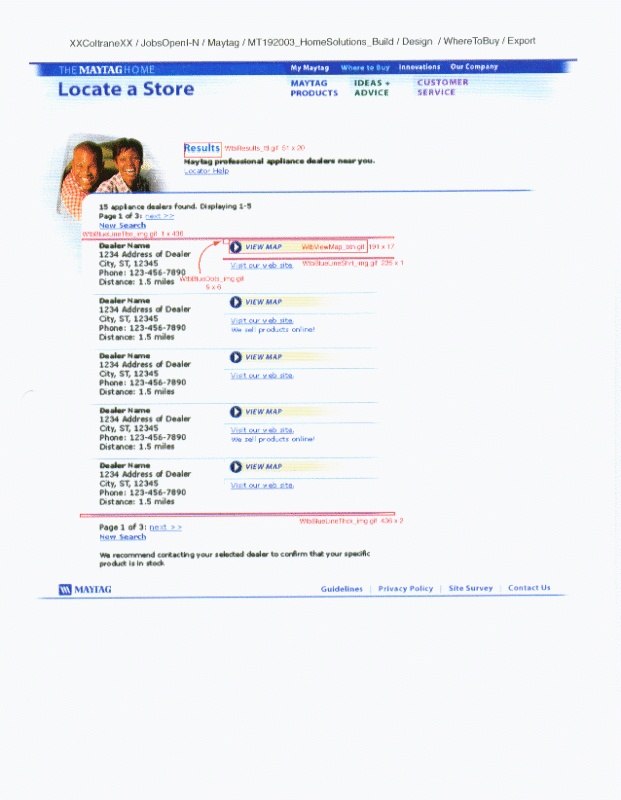 XXColtraneXX / JobsOpenI-N / Maytag / MT192003_HomeSolutions_Build / Design / WhereToBuy / Export
THE MAYTAG HOME
My Maytag Where to Buy Innovations Our Company
Locate a Store
MAYTAG PRODUCTS
IDEAS + ADVICE
CUSTOMER SERVICE
Results WtbResults_ttl.gif 51 x 20
Maytag professional appliance dealers near you.
Locator Help
15 appliance dealers found. Displaying 1-5
Page 1 of 3: next >>
New Search
WtbBlueLineThin_img.gif 1 x 436
Dealer Name
1234 Address of Dealer
City, ST, 12345
Phone: 123-456-7890
Distance: 1.5 miles
VIEW MAP WtbViewMap_btn.gif 191 x 17
Visit our web site. WtbBlueLineShrt_img.gif 235 x 1
WtbBlueDots_img.gif
6 x 6
Dealer Name
1234 Address of Dealer
City, ST, 12345
Phone: 123-456-7890
Distance: 1.5 miles
VIEW MAP
Visit our web site.
We sell products online!
Dealer Name
1234 Address of Dealer
City, ST, 12345
Phone: 123-456-7890
Distance: 1.5 miles
VIEW MAP
Visit our web site.
Dealer Name
1234 Address of Dealer
City, ST, 12345
Phone: 123-456-7890
Distance: 1.5 miles
VIEW MAP
Visit our web site.
We sell products online!
Dealer Name
1234 Address of Dealer
City, ST, 12345
Phone: 123-456-7890
Distance: 1.5 miles
VIEW MAP
Visit our web site.
WtbBlueLineThick_img.gif 436 x 2
Page 1 of 3: next >>
New Search
We recommend contacting your selected dealer to confirm that your specific
product is in stock
MAYTAG
Guidelines | Privacy Policy | Site Survey | Contact Us